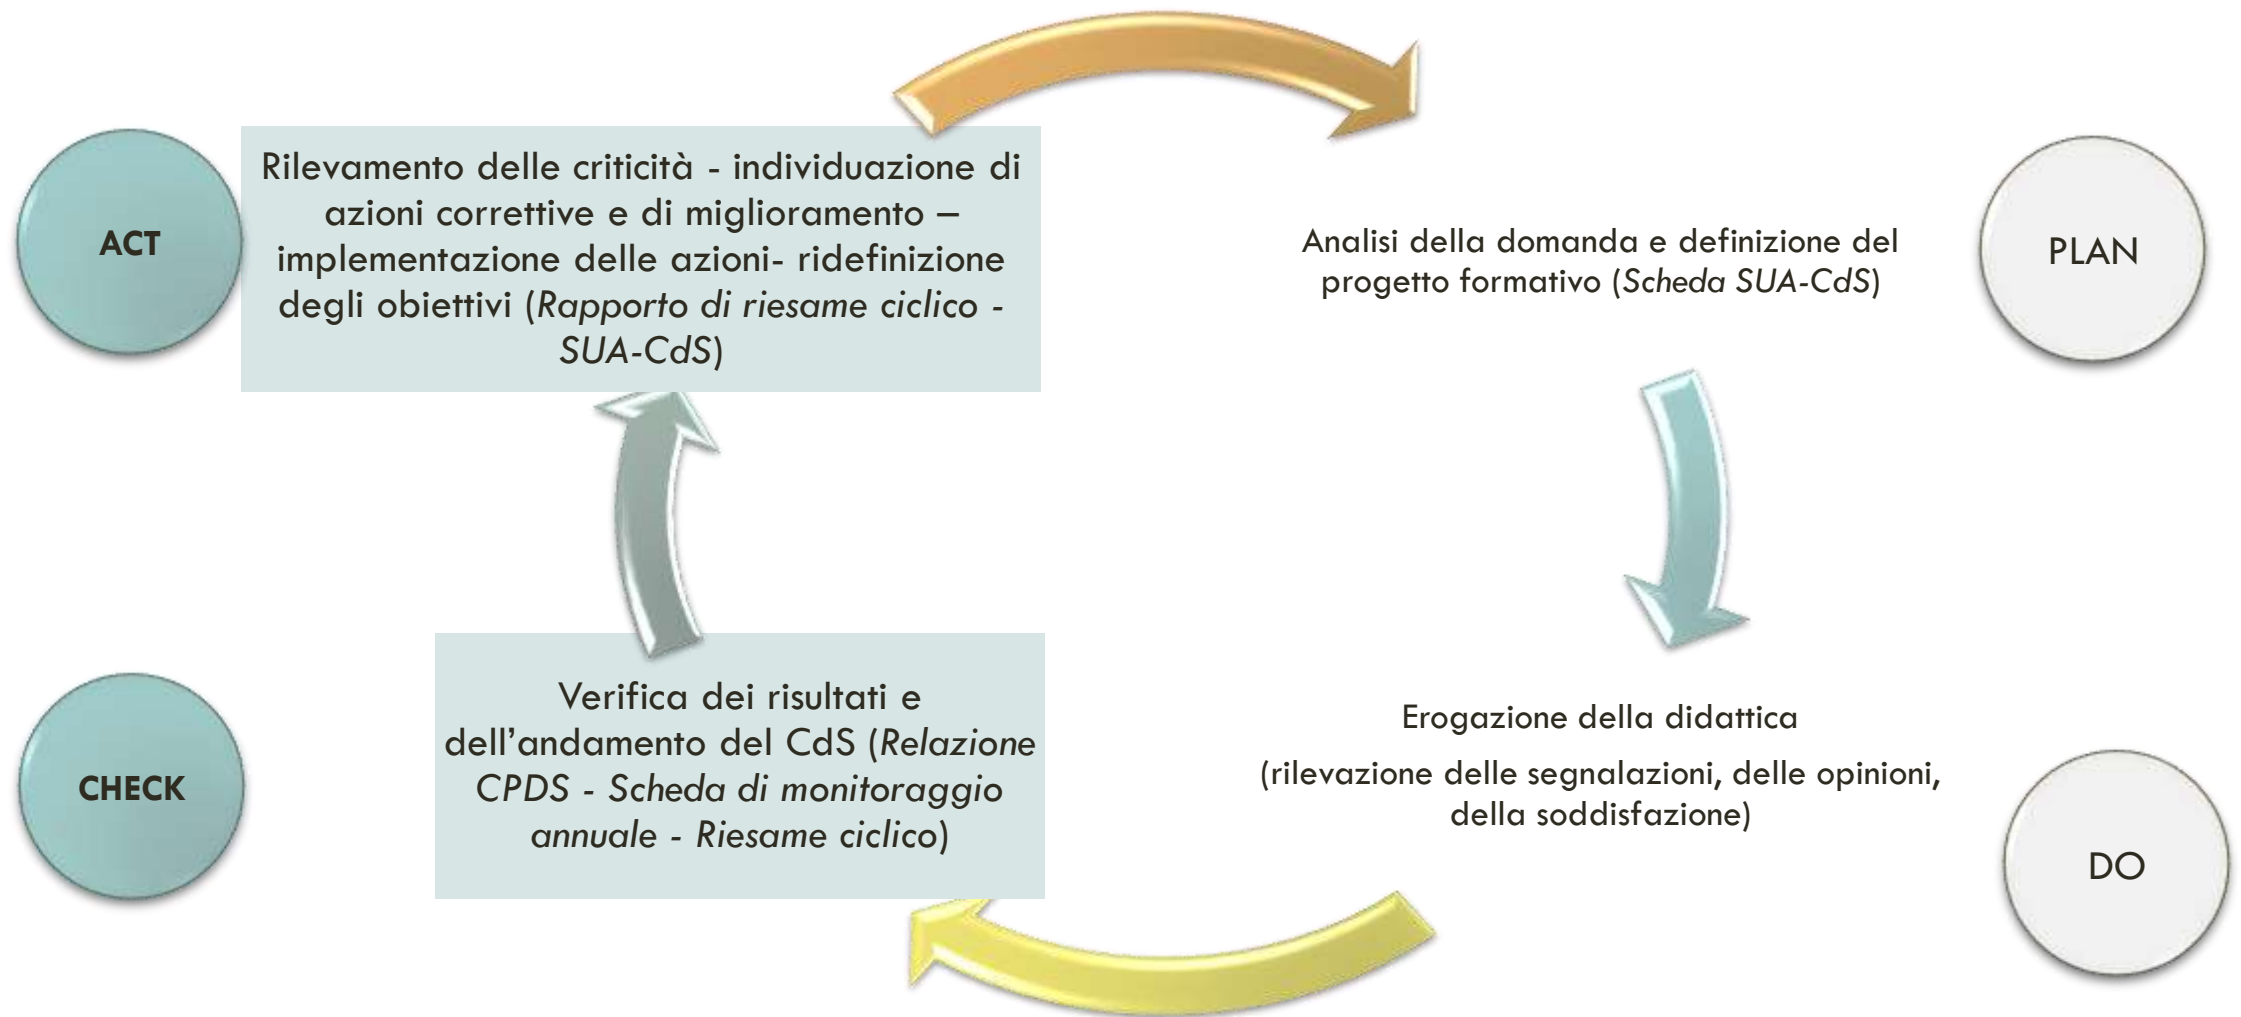 ACT
Rilevamento delle criticità - individuazione di
azioni correttive e di miglioramento –
implementazione delle azioni- ridefinizione
degli obiettivi (Rapporto di riesame ciclico -
SUA-CdS)
Analisi della domanda e definizione del
progetto formativo (Scheda SUA-CdS)
PLAN
CHECK
Verifica dei risultati e
dell’andamento del CdS (Relazione
CPDS - Scheda di monitoraggio
annuale - Riesame ciclico)
Erogazione della didattica
(rilevazione delle segnalazioni, delle opinioni,
della soddisfazione)
DO